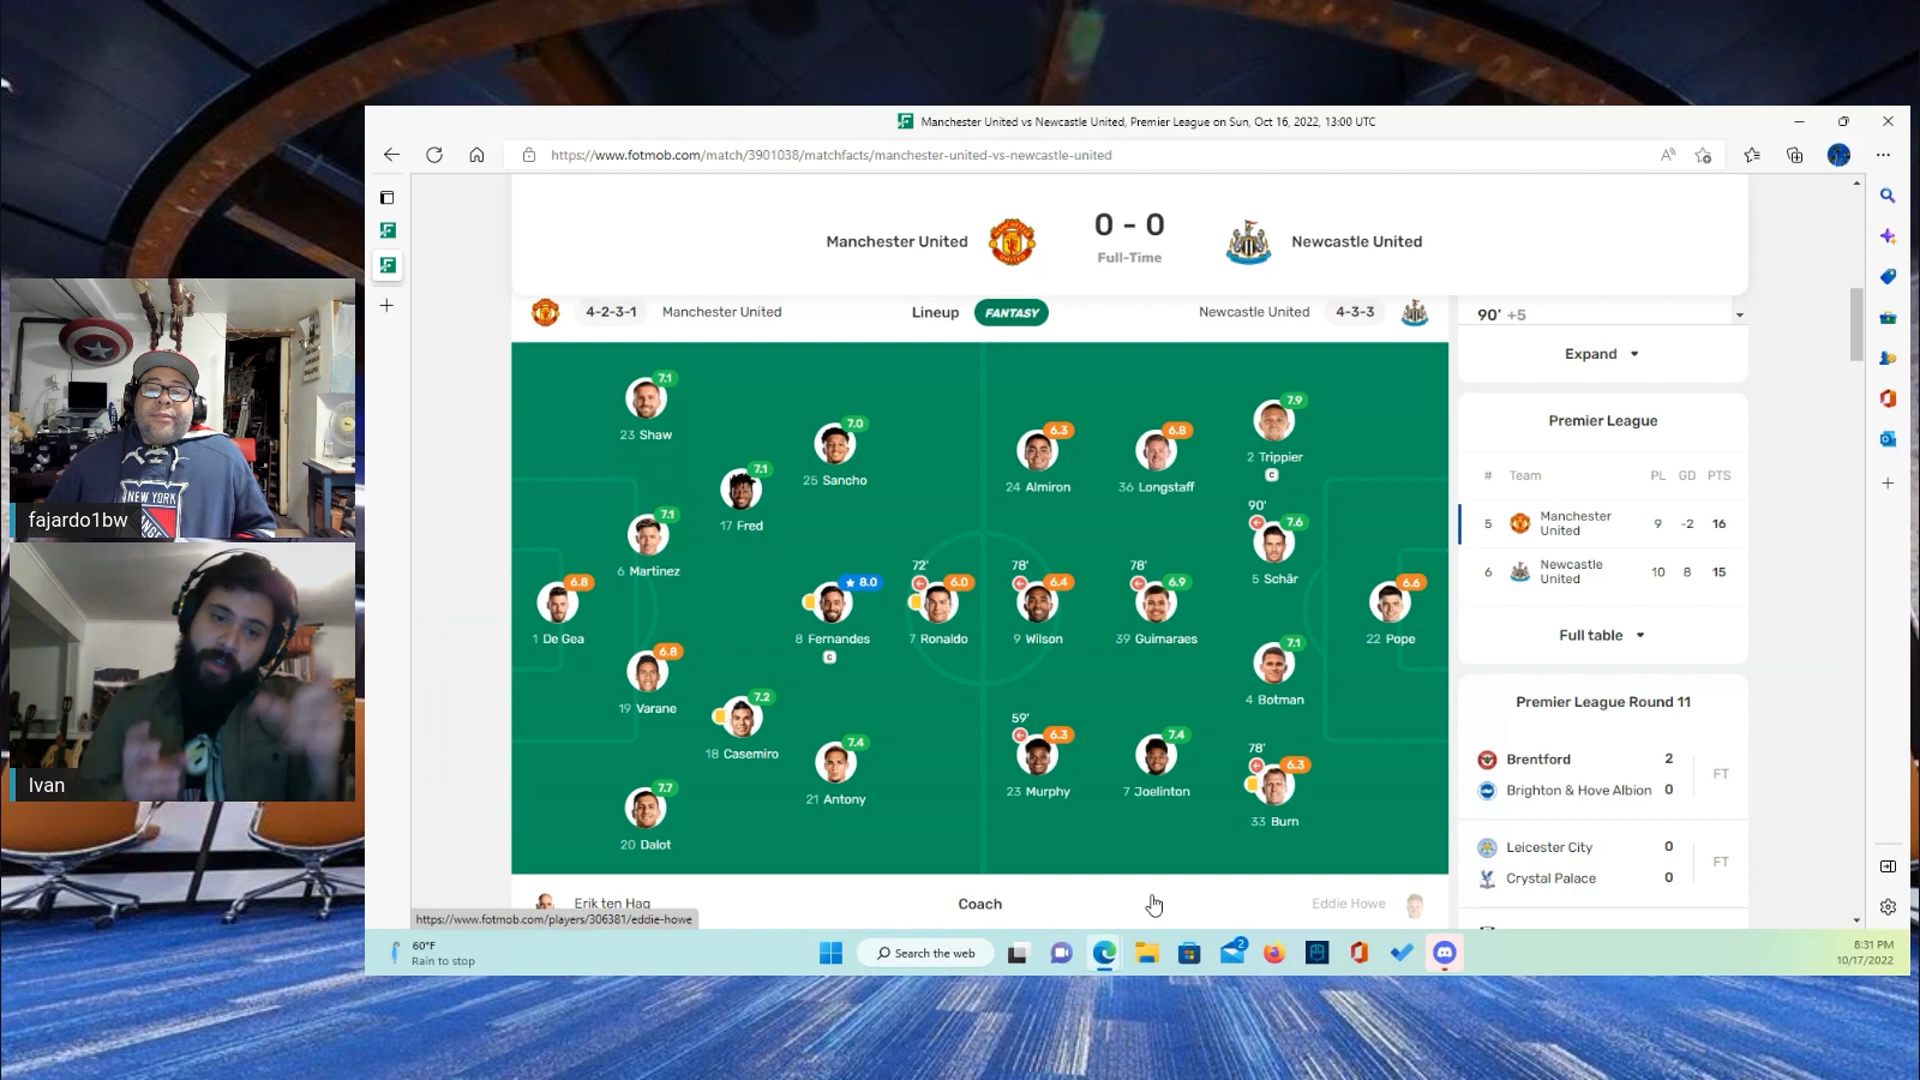 Manchester United vs Newcastle United, Premier League on Sun, Oct 16, 2022, 13:00 UTC
https://www.fotmob.com/match/3901038/matchfacts/manchester-united-vs-newcastle-united
Manchester United
0 - 0
Full-Time
Newcastle United
4-2-3-1
Manchester United
Lineup
FANTASY
Newcastle United
4-3-3
7.1
23 Shaw
7.1
6 Martinez
6.8
1 De Gea
6.8
19 Varane
7.7
20 Dalot
7.1
17 Fred
7.2
18 Casemiro
7.0
25 Sancho
8.0
8 Fernandes
C
7.4
21 Antony
72'
6.0
7 Ronaldo
6.3
24 Almiron
78'
6.4
9 Wilson
59'
6.3
23 Murphy
6.8
36 Longstaff
78'
6.9
39 Guimaraes
7.4
7 Joelinton
7.9
2 Trippier
C
90'
7.6
5 Schär
7.1
4 Botman
78'
6.3
33 Burn
6.6
22 Pope
Erik ten Hag
Coach
Eddie Howe
https://www.fotmob.com/players/306381/eddie-howe
90' +5
Expand
Premier League
# Team PL GD PTS
5 Manchester United 9 -2 16
6 Newcastle United 10 8 15
Full table
Premier League Round 11
Brentford 2
Brighton & Hove Albion 0
FT
Leicester City 0
Crystal Palace 0
FT
NEW YORK
fajardo1bw
Ivan
60°F
Rain to stop
Search the web
2
8:31 PM
10/17/2022